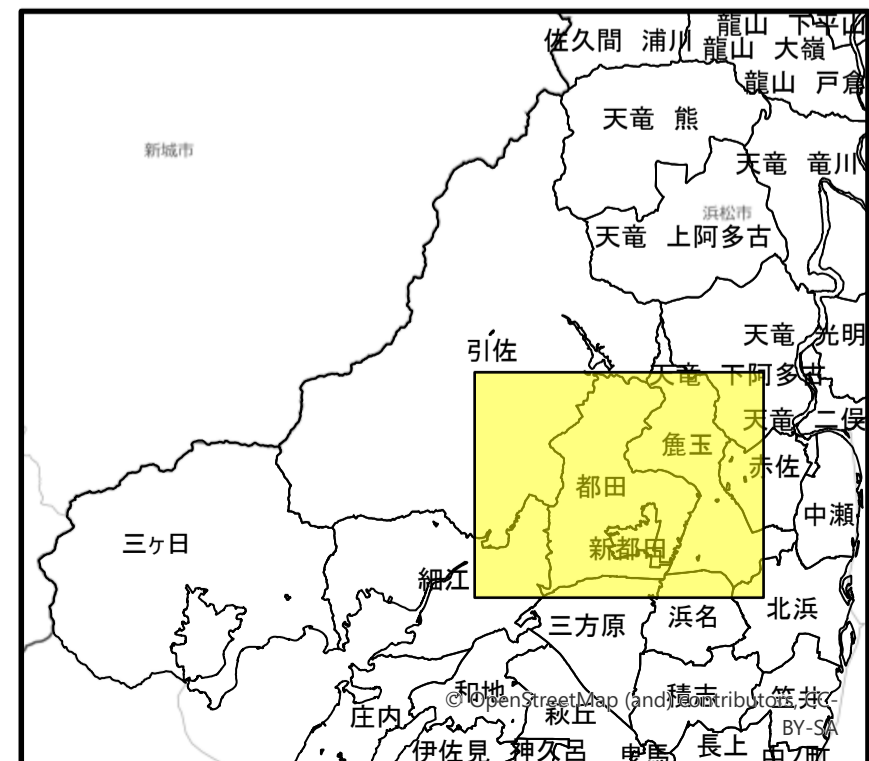 龍山 下平山
佐久間 浦川
龍山 大嶺
龍山 戸倉
天竜 熊
新城市
天竜 竜川
浜松市
天竜 上阿多古
天竜 光明
引佐
天竜 下阿多古
天竜 二俣
麁玉
赤佐
都田
中瀬
三ヶ日
新都田
細江
北浜
浜名
三方原
和地
積志
笠井
© OpenStreetMap (and) contributors, CC-
BY-SA
庄内
萩丘
長上
伊佐見
神久呂